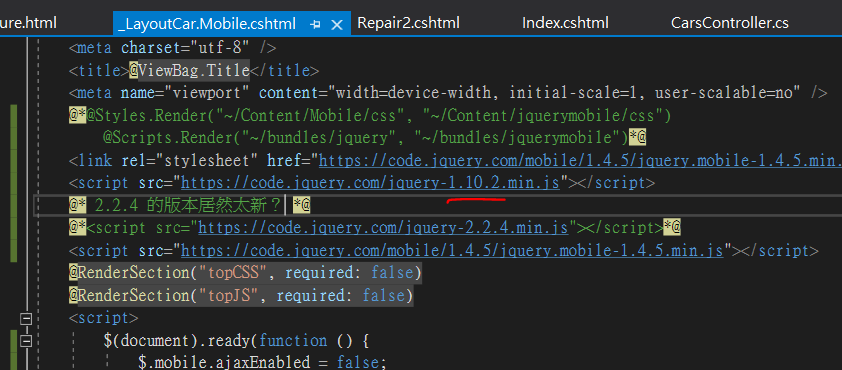 ure.html _LayoutCar.Mobile.cshtml Repair2.cshtml Index.cshtml CarsController.cs
<meta charset="utf-8" />
<title>@ViewBag.Title</title>
<meta name="viewport" content="width=device-width, initial-scale=1, user-scalable=no" />
@*@Styles.Render("~/Content/Mobile/css", "~/Content/jquerymobile/css")
@Scripts.Render("~/bundles/jquery", "~/bundles/jquerymobile")*@
<link rel="stylesheet" href="https://code.jquery.com/mobile/1.4.5/jquery.mobile-1.4.5.min.
<script src="https://code.jquery.com/jquery-1.10.2.min.js"></script>
@* 2.2.4 的版本居然太新？ *@
@*<script src="https://code.jquery.com/jquery-2.2.4.min.js"></script>*@
<script src="https://code.jquery.com/mobile/1.4.5/jquery.mobile-1.4.5.min.js"></script>
@RenderSection("topCSS", required: false)
@RenderSection("topJS", required: false)
<script>
$(document).ready(function () {
$.mobile.ajaxEnabled = false;